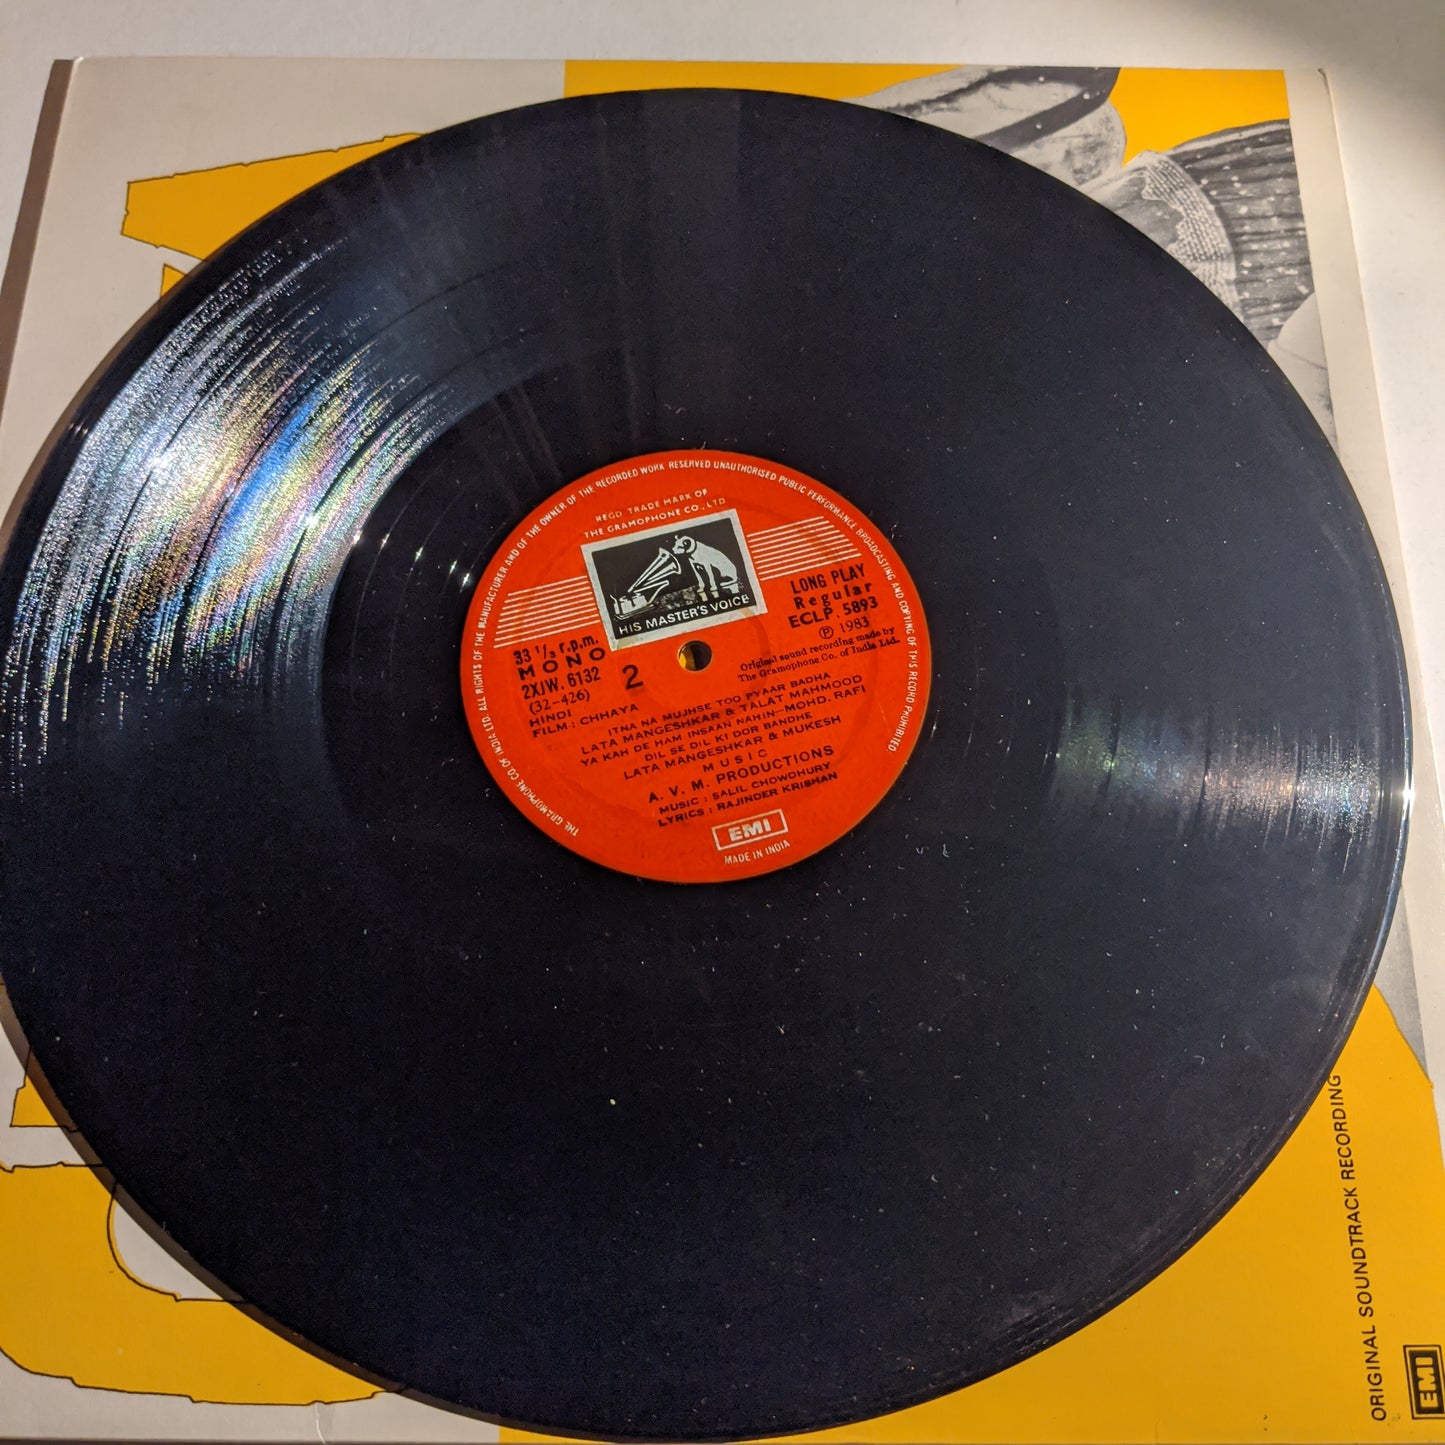 THE GRAMOPHONE CO. OF INDIA LTD. ALL RIGHTS OF THE MANUFACTURER AND OF THE OWNER OF THE RECORDED WORK RESERVED UNAUTHORISED PUBLIC PERFORMANCE BROADCASTING AND COPYING OF THIS RECORD PROHIBITED.
REGD. TRADE MARK OF
THE GRAMOPHONE CO., LTD
HIS MASTER'S VOICE
33 1/3 r.p.m.
MONO
2XJW. 6132
(32-426)
2
LONG PLAY
Regular
ECLP. 5893
℗ 1983
Original sound recording made by
The Gramophone Co. of India Ltd.
HINDI
FILM : CHHAYA
ITNA NA MUJHSE TOO PYAAR BADHA
LATA MANGESHKAR & TALAT MAHMOOD
YA KAH DE HAM INSAAN NAHIN—MOHD. RAFI
DIL SE DIL KI DOR BANDHE
LATA MANGESHKAR & MUKESH
MUSIC
A. V. M. PRODUCTIONS
MUSIC : SALIL CHOWDHURY
LYRICS : RAJINDER KRISHAN
EMI
MADE IN INDIA
ORIGINAL SOUNDTRACK RECORDING
EMI